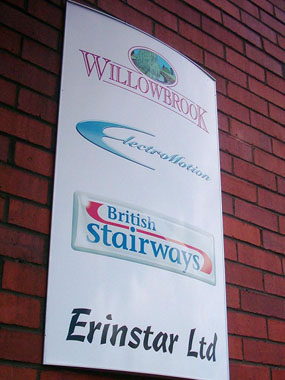 WILLOWBROOK
ElectroMotion
British
stairways
Erinstar Ltd